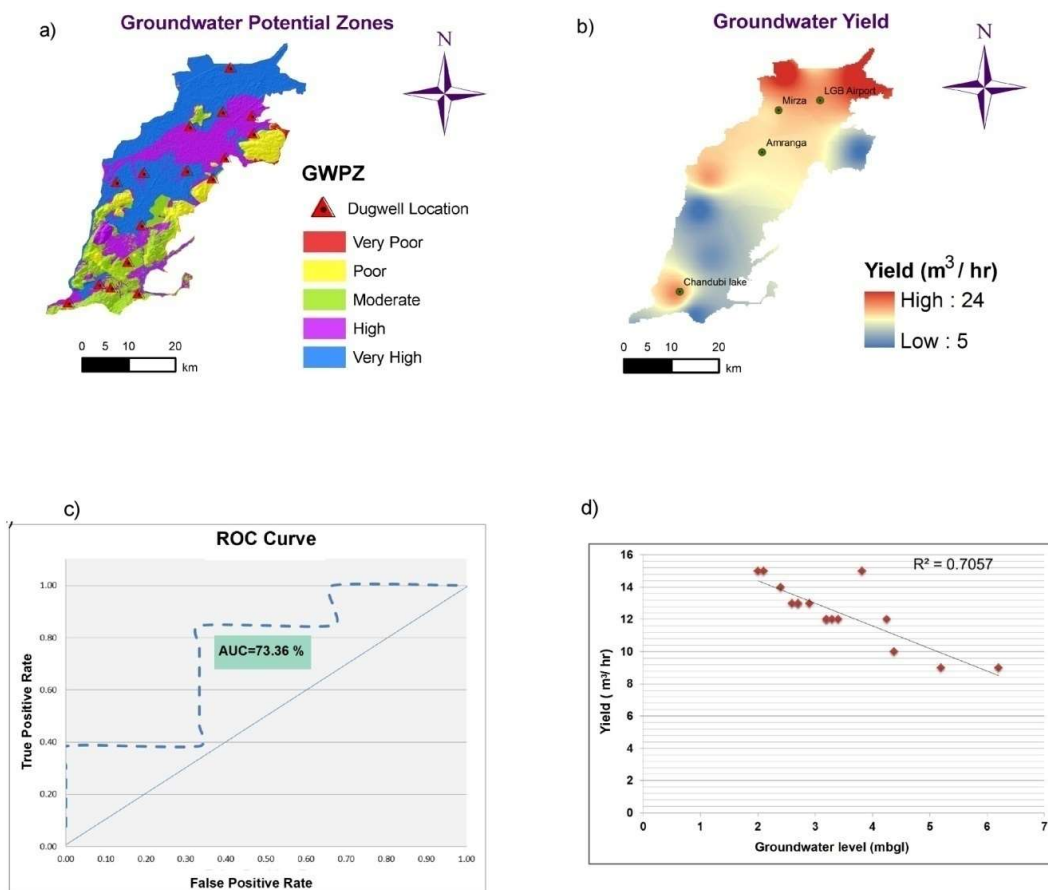 a)
Groundwater Potential Zones
N
GWPZ
Dugwell Location
Very Poor
Poor
Moderate
High
Very High
0 10 20
km
b)
Groundwater Yield
N
LGB Airport
Mirza
Amranga
Chandubi lake
Yield (m³ / hr)
High : 24
Low : 5
0 10 20
km
c)
ROC Curve
True Positive Rate
1.00
0.80
0.60
0.40
0.20
0.00
AUC=73.36 %
0.00 0.10 0.20 0.30 0.40 0.50 0.60 0.70 0.80 0.90 1.00
False Positive Rate
d)
R² = 0.7057
Yield ( m³/ hr)
16
14
12
10
8
6
4
2
0
0 1 2 3 4 5 6 7
Groundwater level (mbgl)